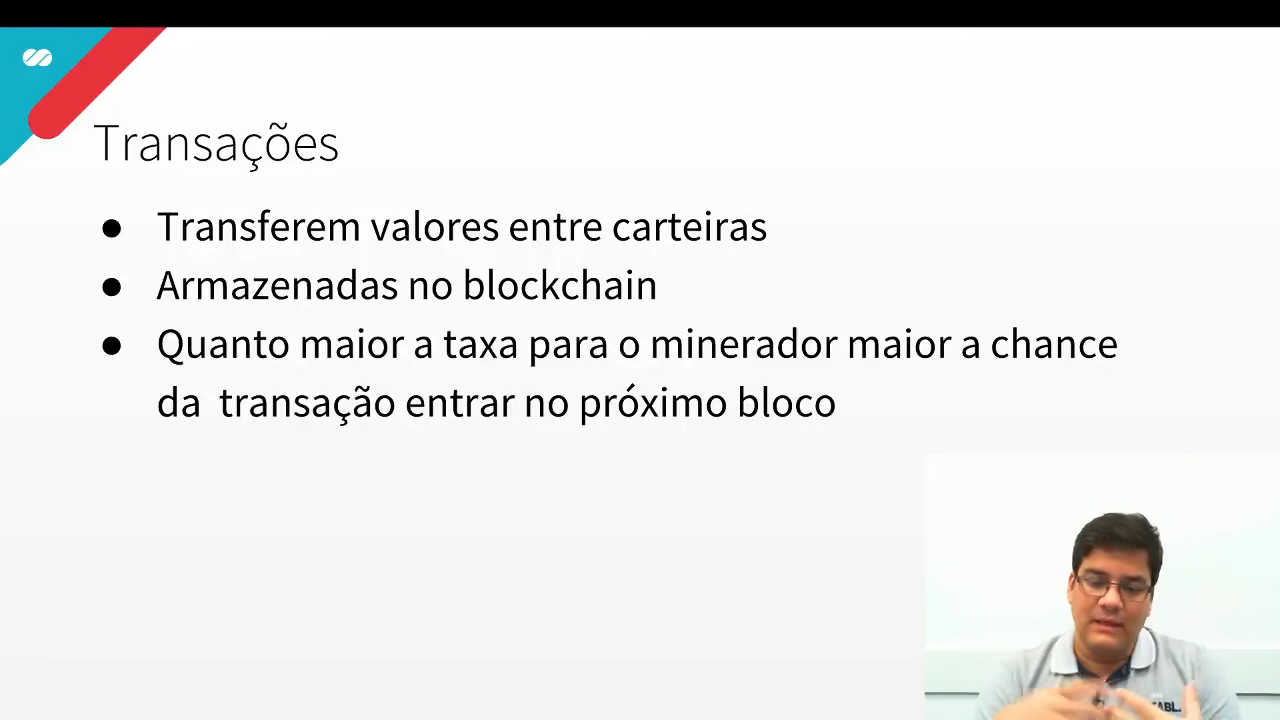 Transações
● Transferem valores entre carteiras
● Armazenadas no blockchain
● Quanto maior a taxa para o minerador maior a chance
da transação entrar no próximo bloco